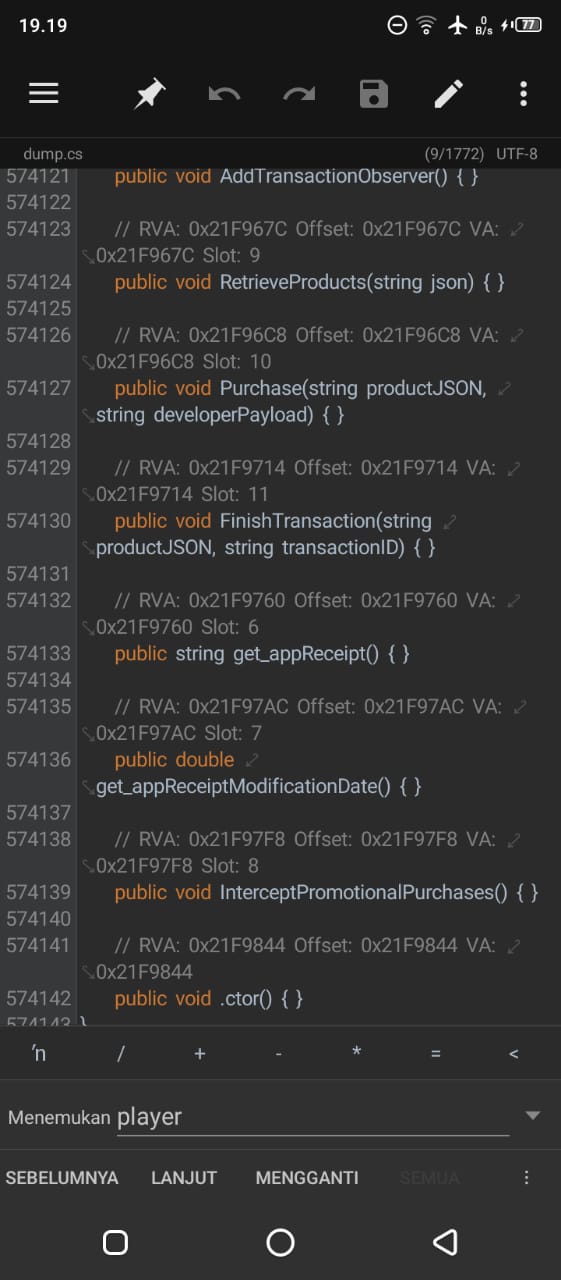 19.19
0
B/s
77
dump.cs (9/1772) UTF-8
574121 public void AddTransactionObserver() { }
574122
574123 // RVA: 0x21F967C Offset: 0x21F967C VA:
0x21F967C Slot: 9
574124 public void RetrieveProducts(string json) { }
574125
574126 // RVA: 0x21F96C8 Offset: 0x21F96C8 VA:
0x21F96C8 Slot: 10
574127 public void Purchase(string productJSON,
string developerPayload) { }
574128
574129 // RVA: 0x21F9714 Offset: 0x21F9714 VA:
0x21F9714 Slot: 11
574130 public void FinishTransaction(string
productJSON, string transactionID) { }
574131
574132 // RVA: 0x21F9760 Offset: 0x21F9760 VA:
0x21F9760 Slot: 6
574133 public string get_appReceipt() { }
574134
574135 // RVA: 0x21F97AC Offset: 0x21F97AC VA:
0x21F97AC Slot: 7
574136 public double
get_appReceiptModificationDate() { }
574137
574138 // RVA: 0x21F97F8 Offset: 0x21F97F8 VA:
0x21F97F8 Slot: 8
574139 public void InterceptPromotionalPurchases() { }
574140
574141 // RVA: 0x21F9844 Offset: 0x21F9844 VA:
0x21F9844
574142 public void .ctor() { }
574143 }
'n / + - * = <
Menemukan player
SEBELUMNYA LANJUT MENGGANTI SEMUA